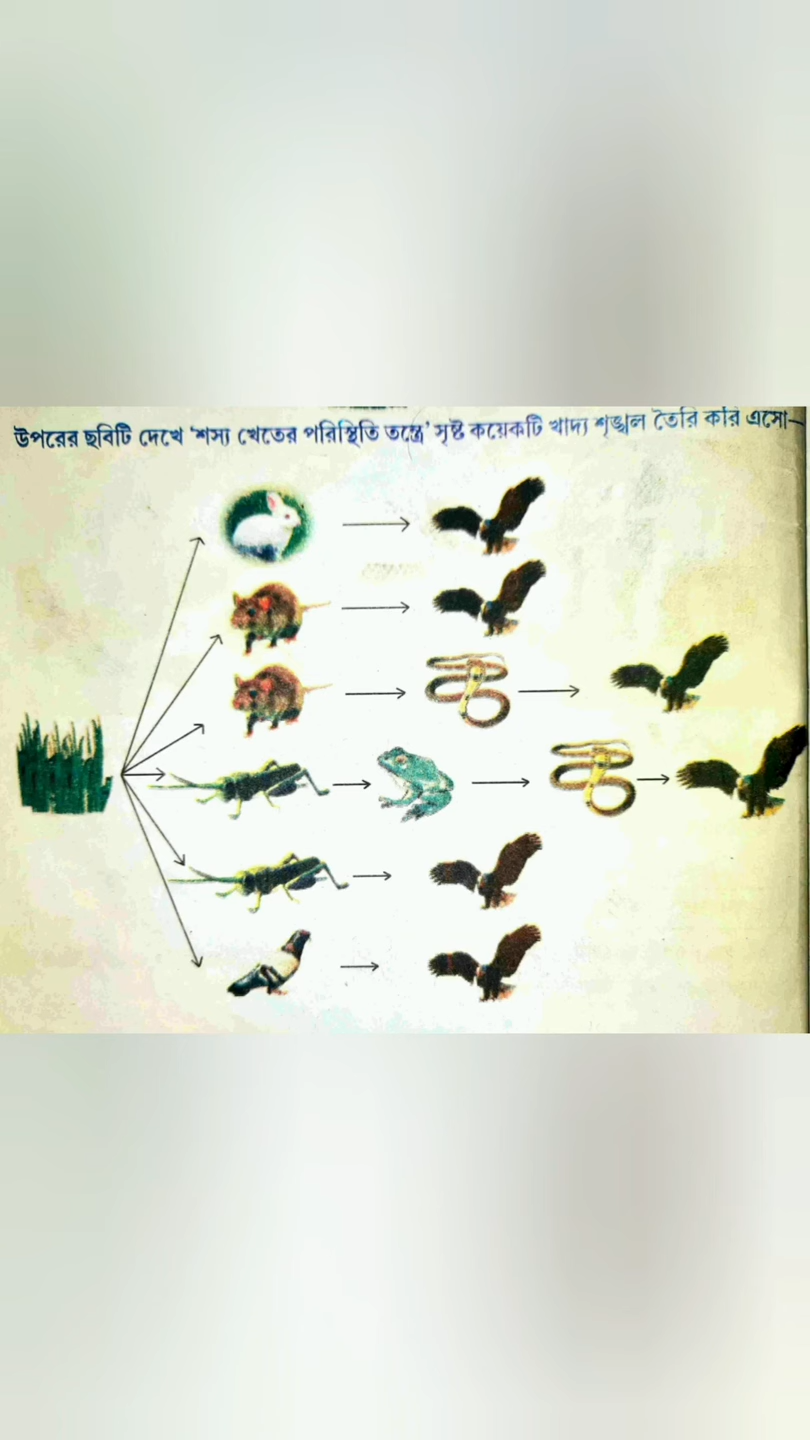 উপরের ছবিটি দেখে ‘শস্য খেতের পরিস্থিতি তন্ত্রে’ সৃষ্ট কয়েকটি খাদ্য শৃঙ্খল তৈরি করি এসো—